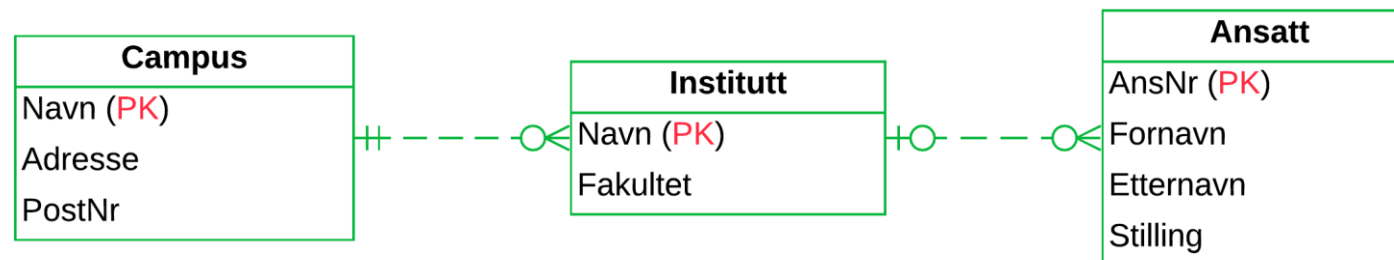 Campus
Navn (PK)
Adresse
PostNr
Institutt
Navn (PK)
Fakultet
Ansatt
AnsNr (PK)
Fornavn
Etternavn
Stilling